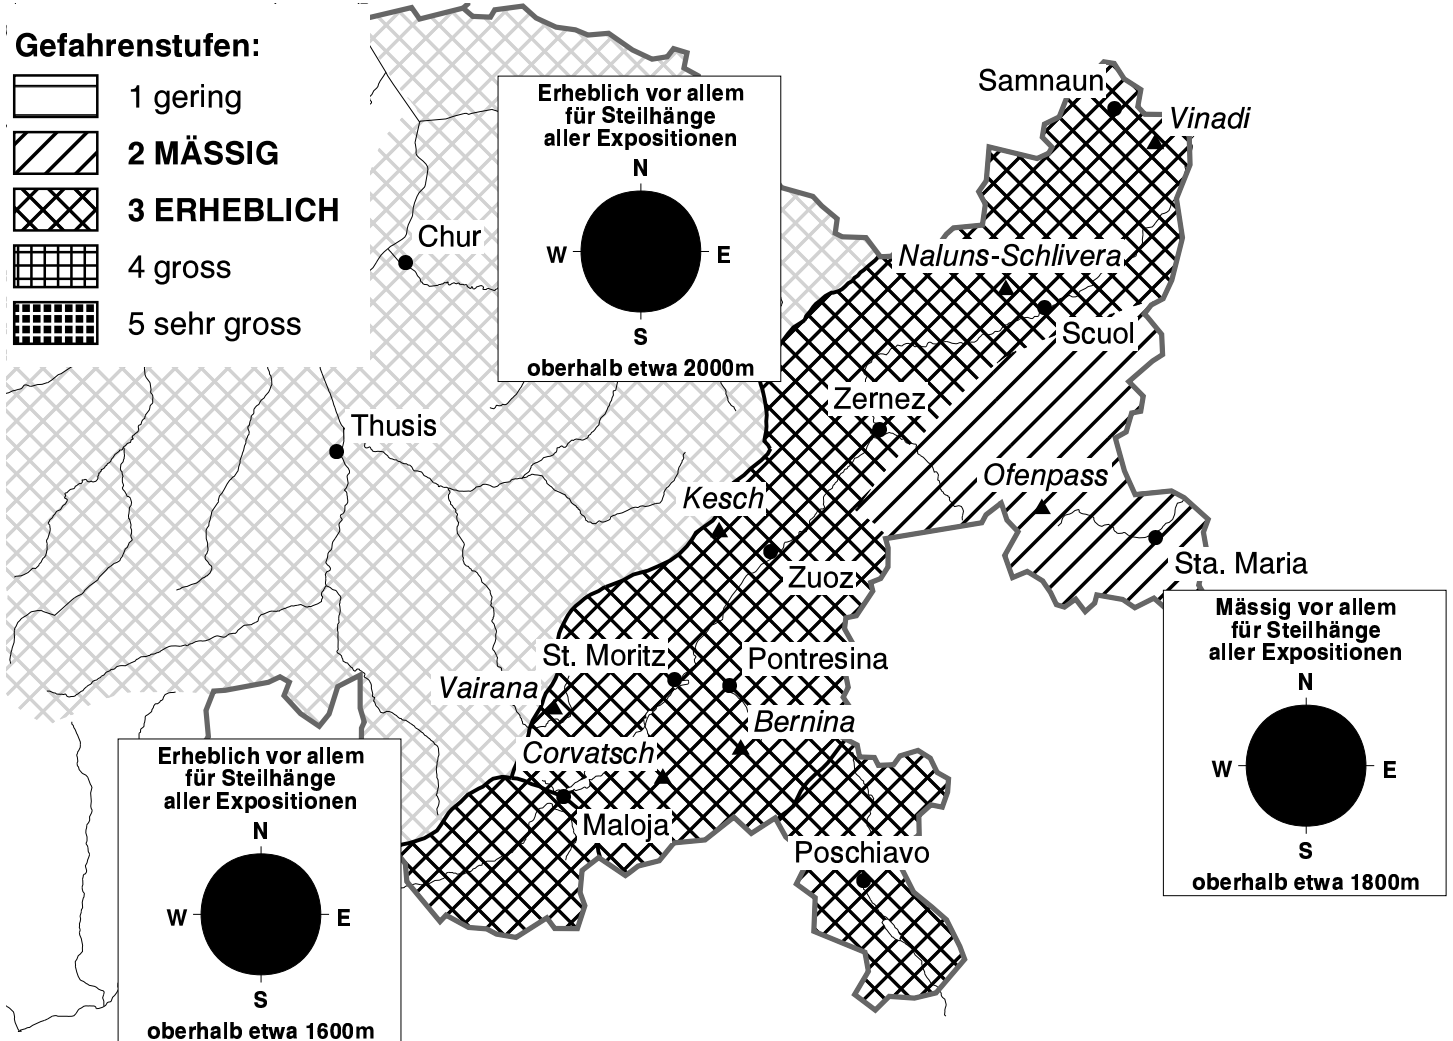 Gefahrenstufen:
1 gering
2 MÄSSIG
3 ERHEBLICH
4 gross
5 sehr gross
Erheblich vor allem
für Steilhänge
aller Expositionen
N
W
E
S
oberhalb etwa 2000m
Samnaun
Vinadi
Chur
Naluns-Schlivera
Scuol
Zernez
Thusis
Kesch
Ofenpass
Zuoz
Sta. Maria
St. Moritz
Pontresina
Vairana
Bernina
Corvatsch
Maloja
Poschiavo
Mässig vor allem
für Steilhänge
aller Expositionen
N
W
E
S
oberhalb etwa 1800m
Erheblich vor allem
für Steilhänge
aller Expositionen
N
W
E
S
oberhalb etwa 1600m